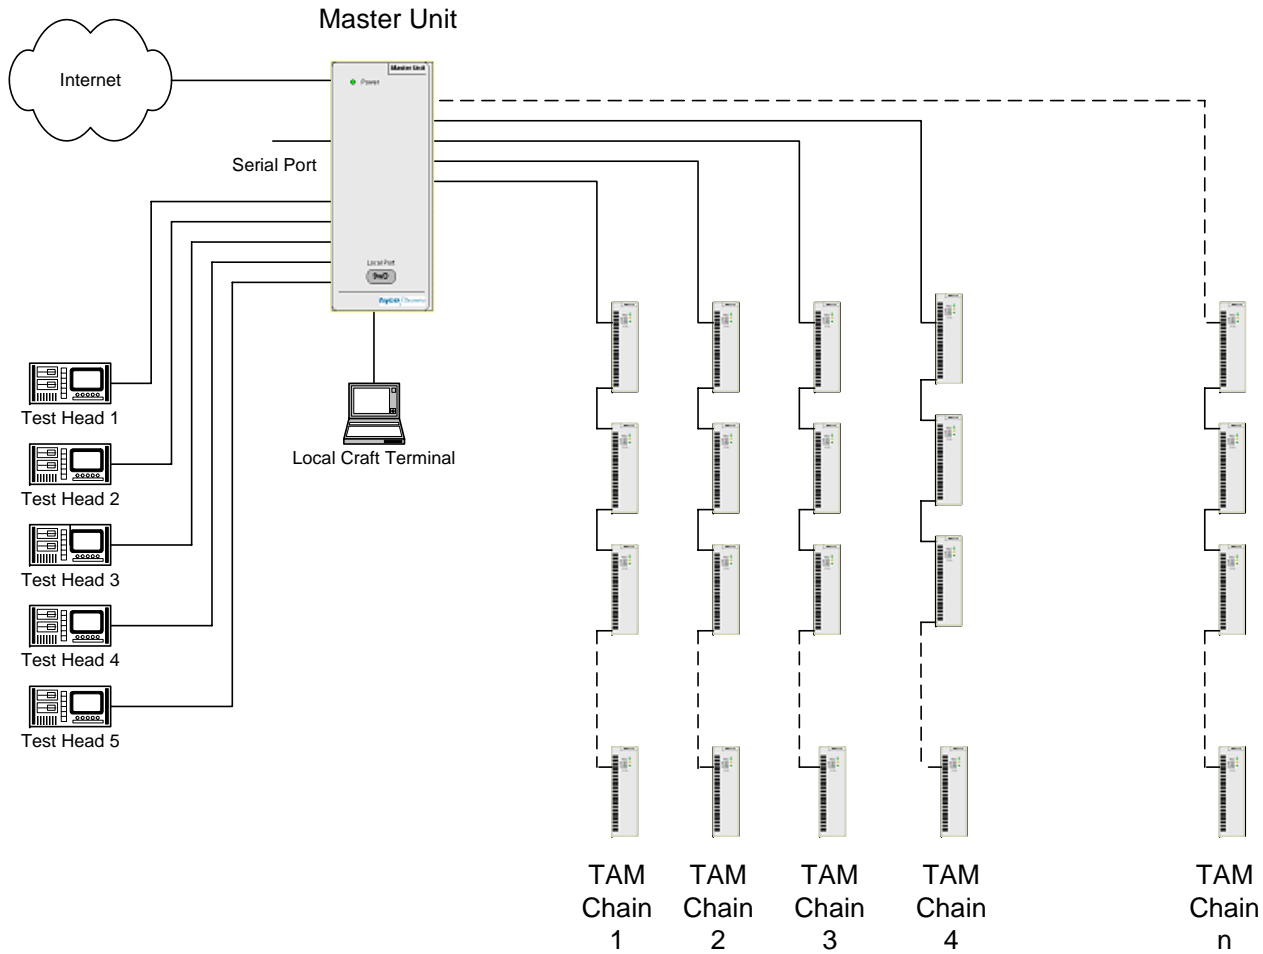 Master Unit
Internet
Master Unit
Power
Serial Port
Local Port
Test Head 1
Test Head 2
Test Head 3
Test Head 4
Test Head 5
Local Craft Terminal
TAM
Chain
1
TAM
Chain
2
TAM
Chain
3
TAM
Chain
4
TAM
Chain
n